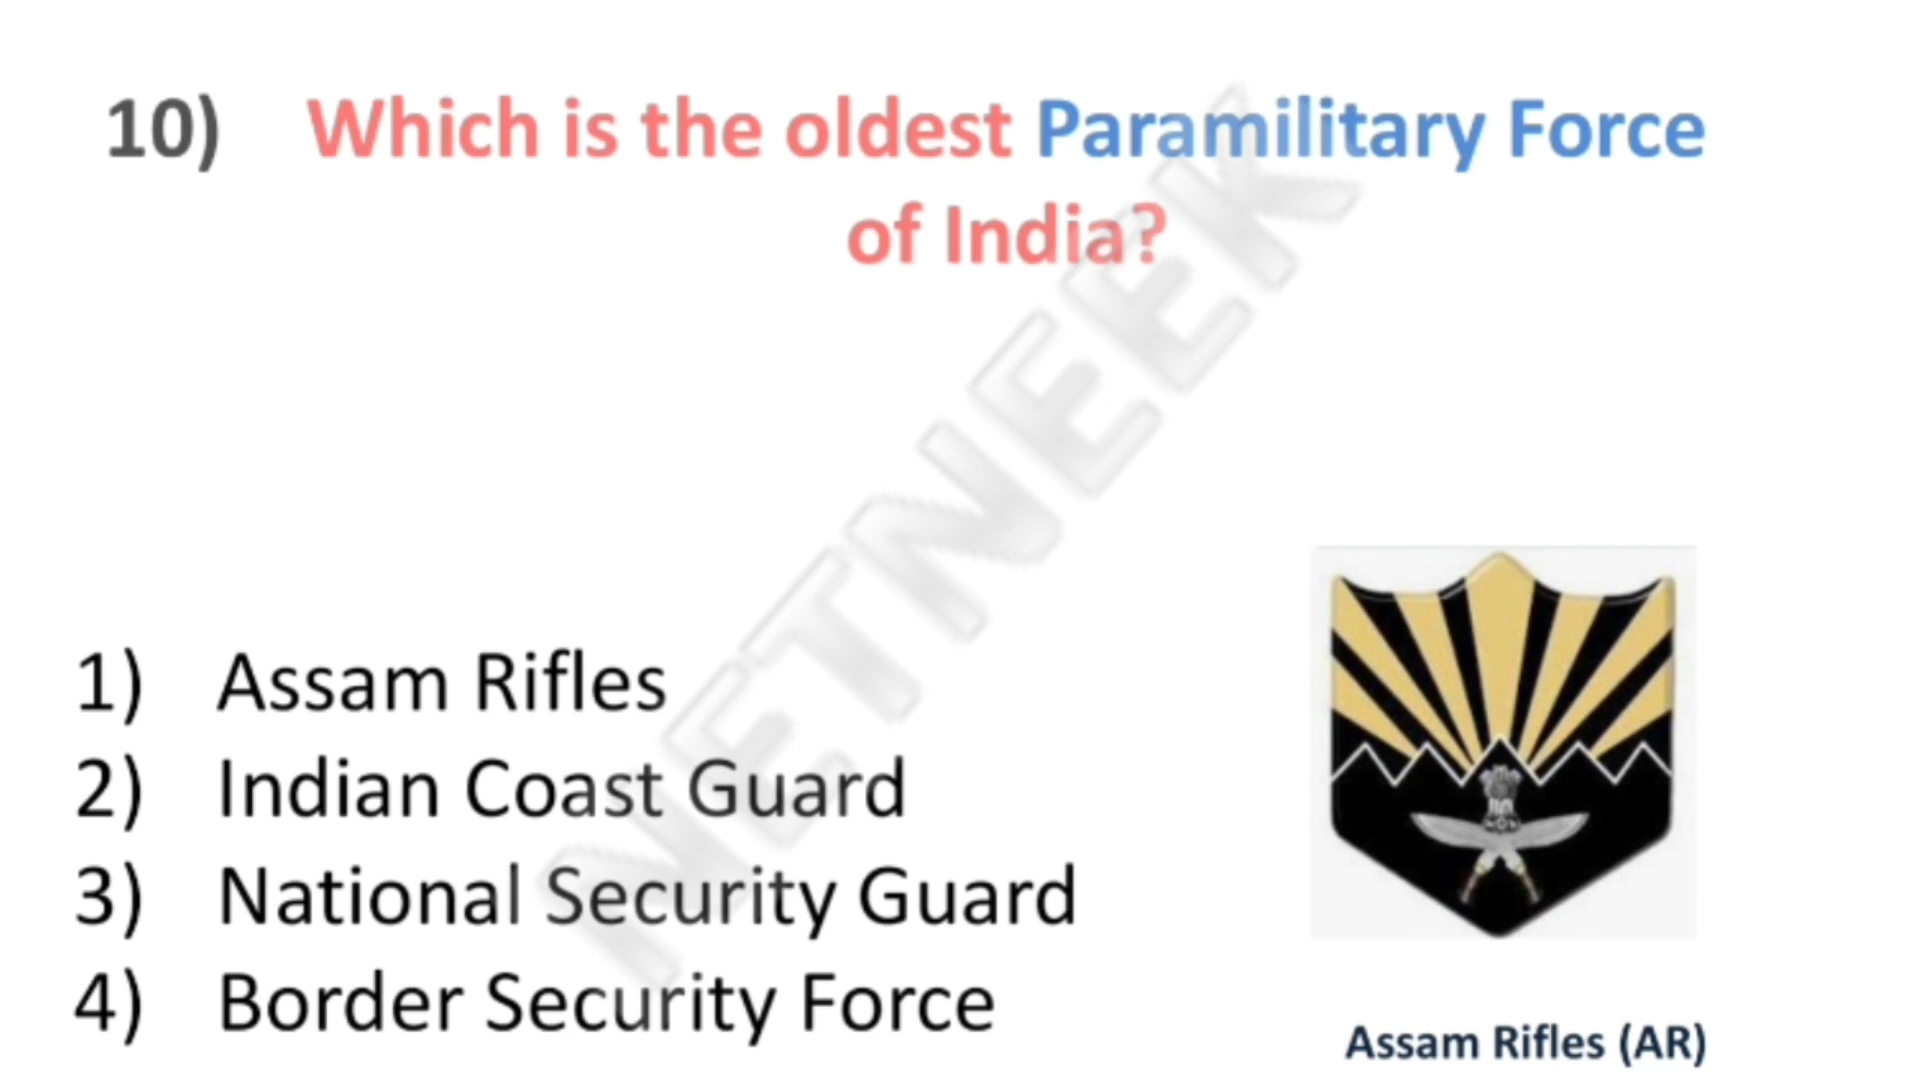 10) Which is the oldest Paramilitary Force
of India?
1) Assam Rifles
2) Indian Coast Guard
3) National Security Guard
4) Border Security Force
Assam Rifles (AR)
NETNEEK